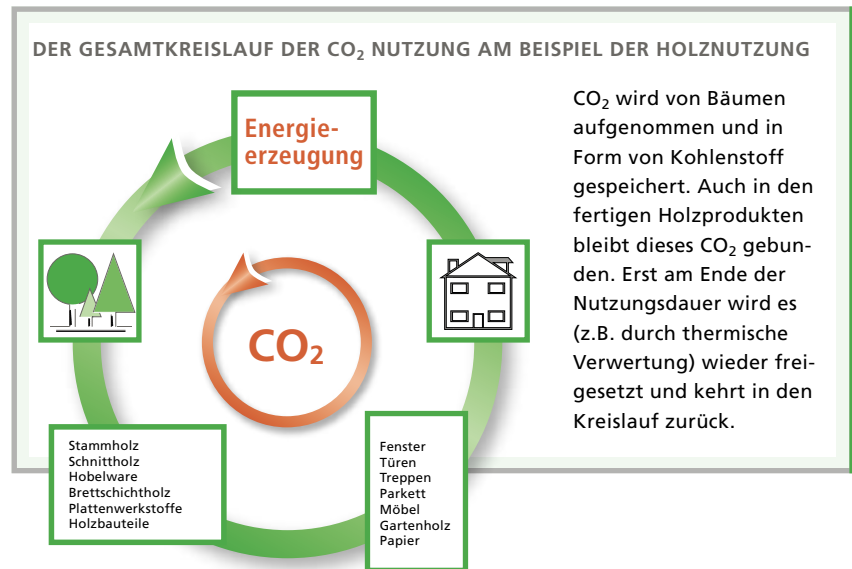 DER GESAMTKREISLAUF DER CO₂ NUTZUNG AM BEISPIEL DER HOLZNUTZUNG
Energie-
erzeugung
CO₂
Stammholz
Schnittholz
Hobelware
Brettschichtholz
Plattenwerkstoffe
Holzbauteile
Fenster
Türen
Treppen
Parkett
Möbel
Gartenholz
Papier
CO₂ wird von Bäumen
aufgenommen und in
Form von Kohlenstoff
gespeichert. Auch in den
fertigen Holzprodukten
bleibt dieses CO₂ gebun-
den. Erst am Ende der
Nutzungsdauer wird es
(z.B. durch thermische
Verwertung) wieder frei-
gesetzt und kehrt in den
Kreislauf zurück.